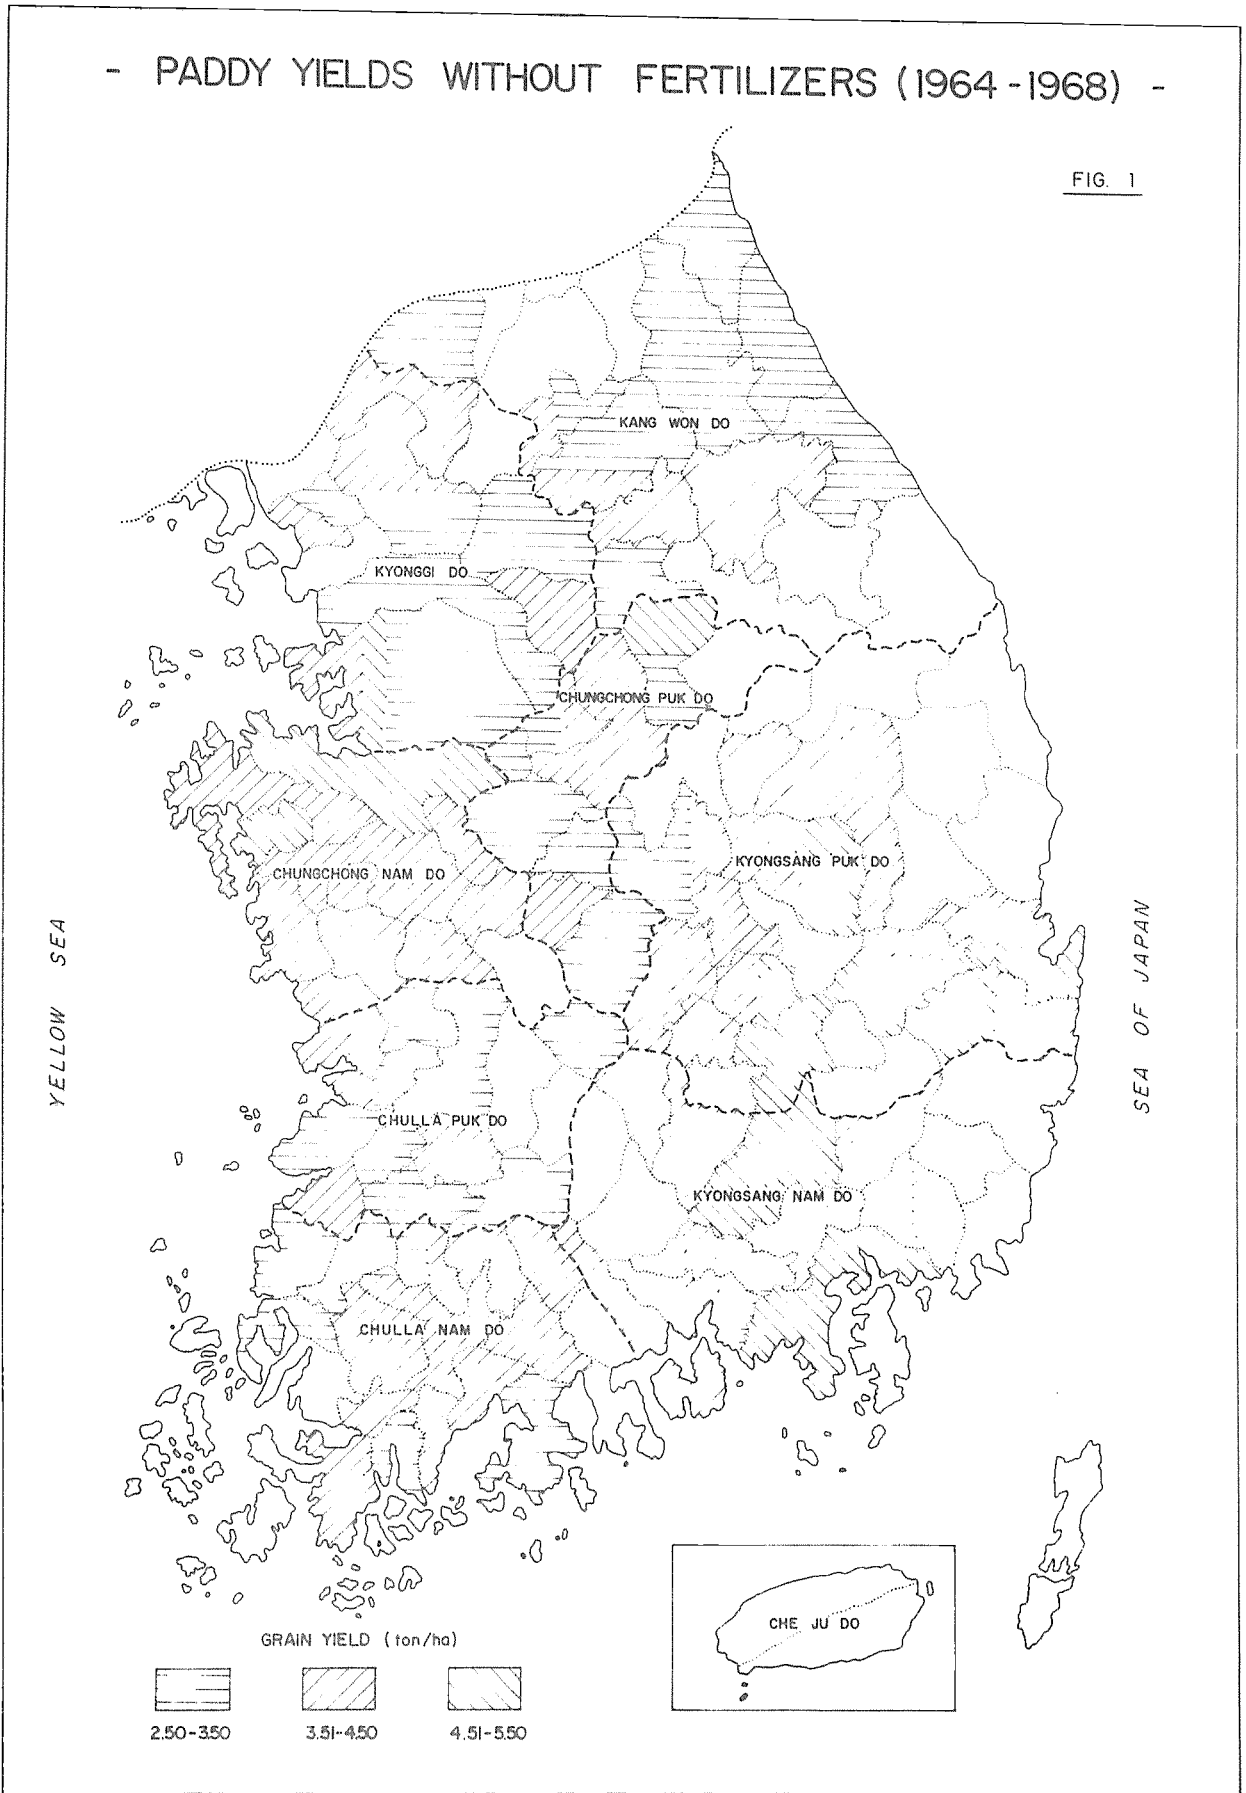 - PADDY YIELDS WITHOUT FERTILIZERS (1964-1968) -
FIG. 1
KANG WON DO
KYONGGI DO
CHUNGCHONG PUK DO
KYONGSANG PUK DO
CHUNGCHONG NAM DO
YELLOW SEA
SEA OF JAPAN
CHULLA PUK DO
KYONGSANG NAM DO
CHULLA NAM DO
CHE JU DO
GRAIN YIELD (ton/ha)
2.50-3.50 3.51-4.50 4.51-5.50